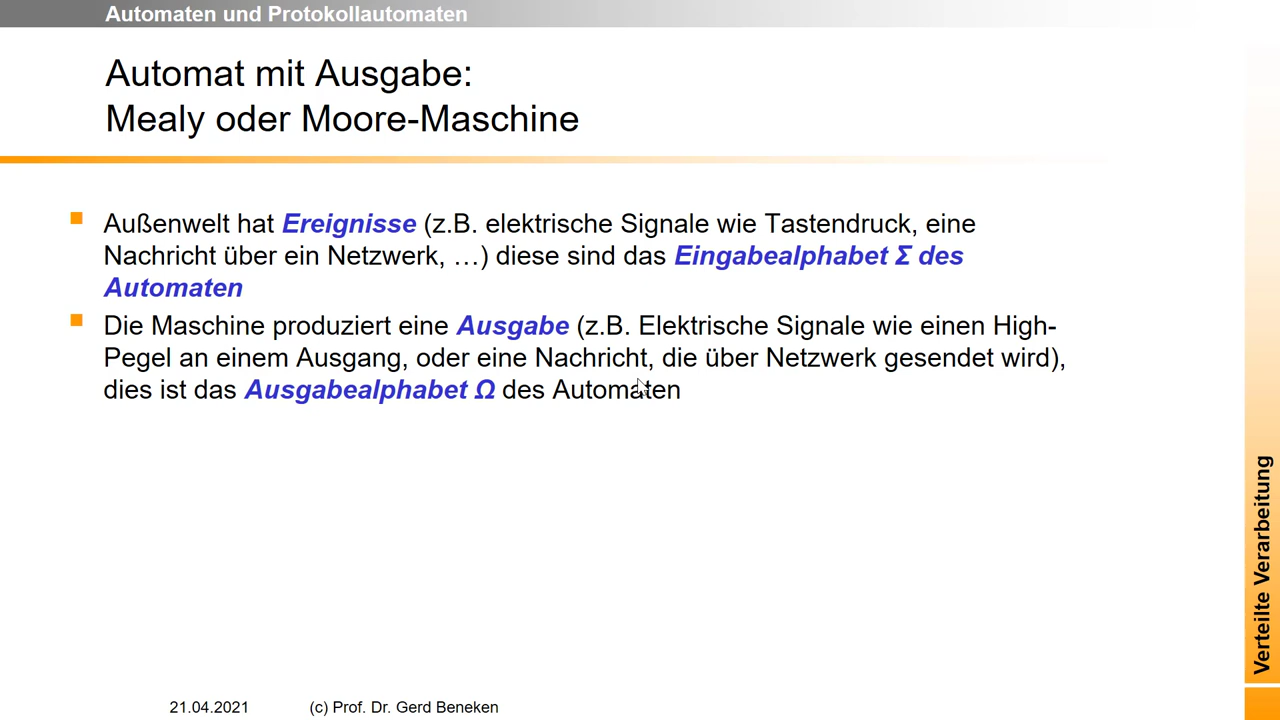 Automaten und Protokollautomaten
Automat mit Ausgabe:
Mealy oder Moore-Maschine
Außenwelt hat Ereignisse (z.B. elektrische Signale wie Tastendruck, eine
Nachricht über ein Netzwerk, …) diese sind das Eingabealphabet Σ des
Automaten
Die Maschine produziert eine Ausgabe (z.B. Elektrische Signale wie einen High-
Pegel an einem Ausgang, oder eine Nachricht, die über Netzwerk gesendet wird),
dies ist das Ausgabealphabet Ω des Automaten
Verteilte Verarbeitung
21.04.2021 (c) Prof. Dr. Gerd Beneken